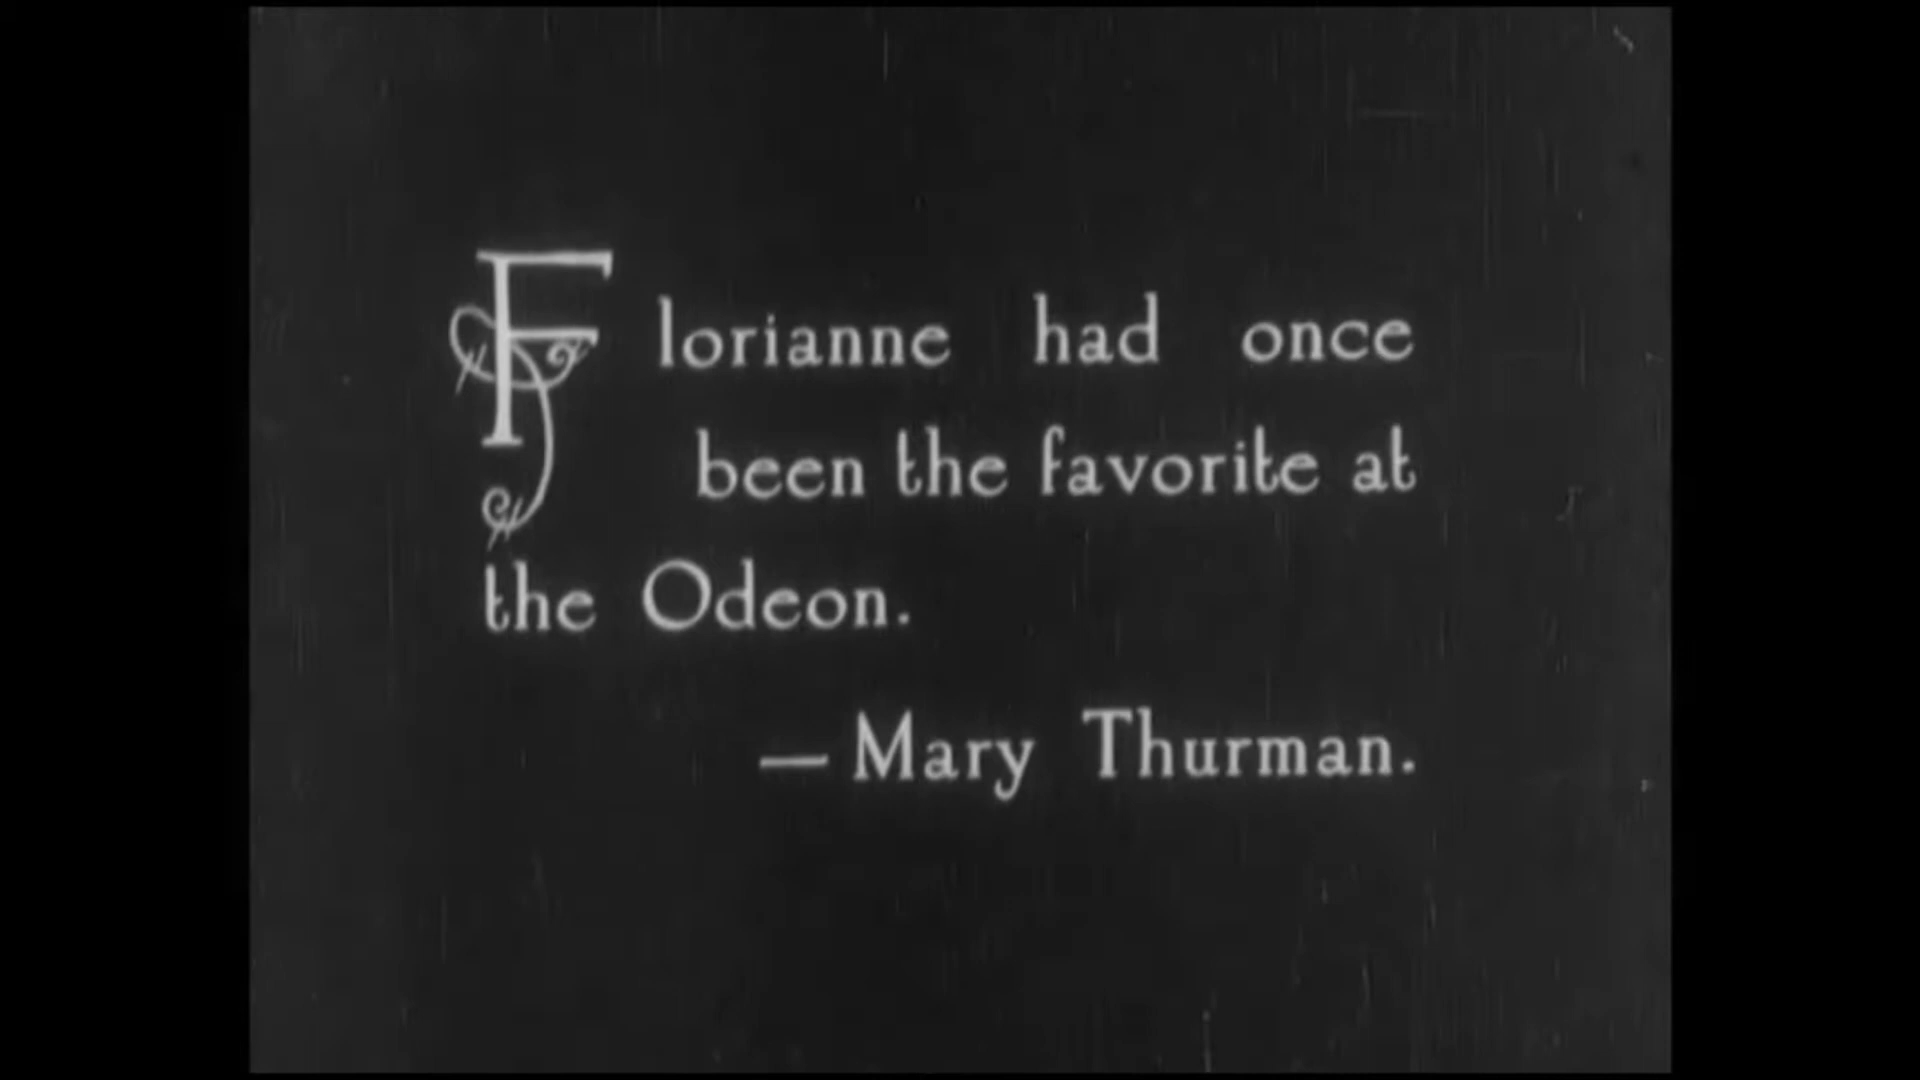 Florianne had once
been the favorite at
the Odeon.
— Mary Thurman.